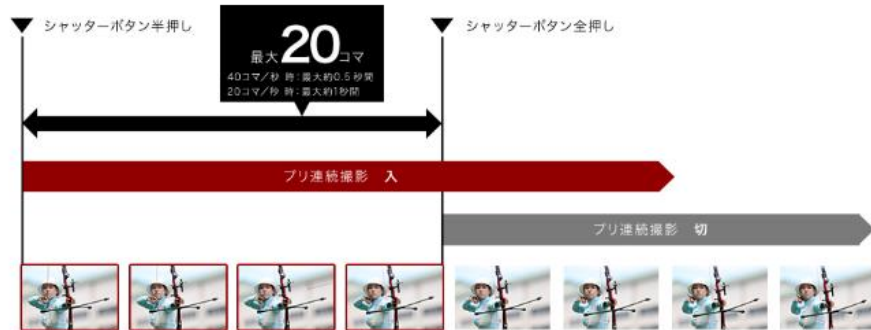 シャッターボタン半押し
シャッターボタン全押し
最大20コマ
40コマ/秒 時:最大約0.5秒間
20コマ/秒 時:最大約1秒間
プリ連続撮影 入
プリ連続撮影 切